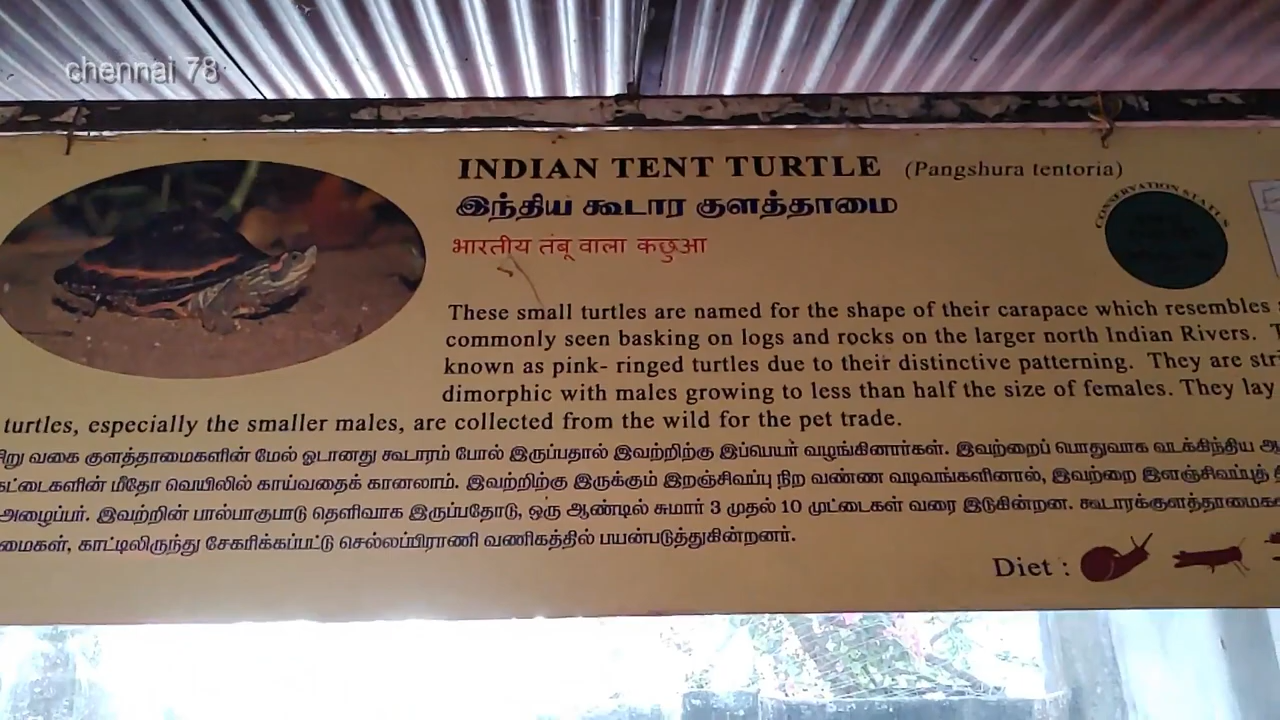 chennai 78
INDIAN TENT TURTLE (Pangshura tentoria)
இந்திய கூடார குளத்தாமை
भारतीय तंबू वाला कछुआ
CONSERVATION STATUS
These small turtles are named for the shape of their carapace which resembles
commonly seen basking on logs and rocks on the larger north Indian Rivers.
known as pink- ringed turtles due to their distinctive patterning. They are
dimorphic with males growing to less than half the size of females. They lay
turtles, especially the smaller males, are collected from the wild for the pet trade.
சிறு வகை குளத்தாமைகளின் மேல் ஓடானது கூடாரம் போல் இருப்பதால் இவற்றிற்கு இப்பெயர் வழங்கினார்கள். இவற்றைப் பொதுவாக வடக்கிந்திய
கட்டைகளின் மீதோ வெயிலில் காய்வதைக் கானலாம். இவற்றிற்கு இருக்கும் இறஞ்சிவப்பு நிற வண்ண வடிவங்களினால், இவற்றை இளஞ்சிவப்புத்
அழைப்பர். இவற்றின் பால்பாகுபாடு தெளிவாக இருப்பதோடு, ஒரு ஆண்டில் சுமார் 3 முதல் 10 முட்டைகள் வரை இடுகின்றன.
காட்டிலிருந்து சேகரிக்கப்பட்டு செல்லப்பிராணி வணிகத்தில் பயன்படுத்துகின்றனர்.
Diet :